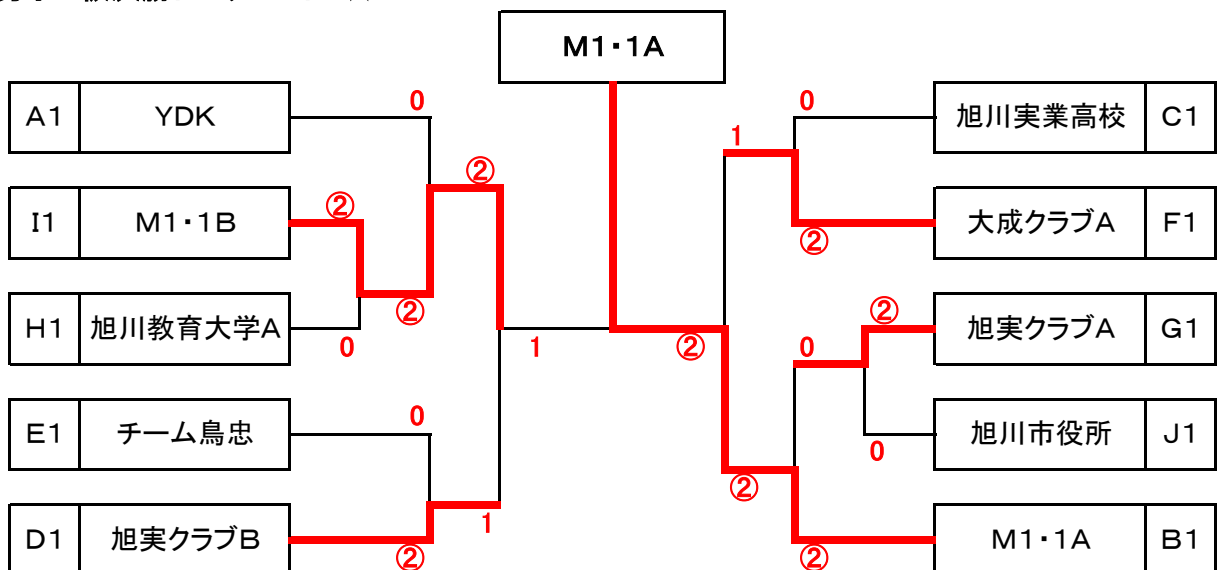 M1・1A
A1 YDK
I1 M1・1B
H1 旭川教育大学A
E1 チーム鳥忠
D1 旭実クラブB
0
②
②
②
0
0
1
②
1
②
0
1
②
②
0
0
②
②
旭川実業高校 C1
大成クラブA F1
旭実クラブA G1
旭川市役所 J1
M1・1A B1